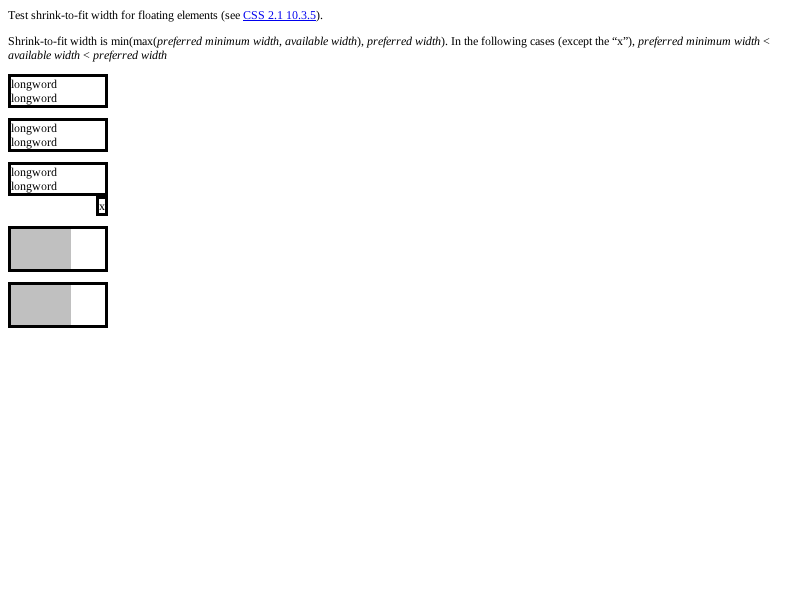 Test shrink-to-fit width for floating elements (see CSS 2.1 10.3.5).
Shrink-to-fit width is min(max(preferred minimum width, available width), preferred width). In the following cases (except the “x”), preferred minimum width <
available width < preferred width
longword
longword
longword
longword
longword
longword
x